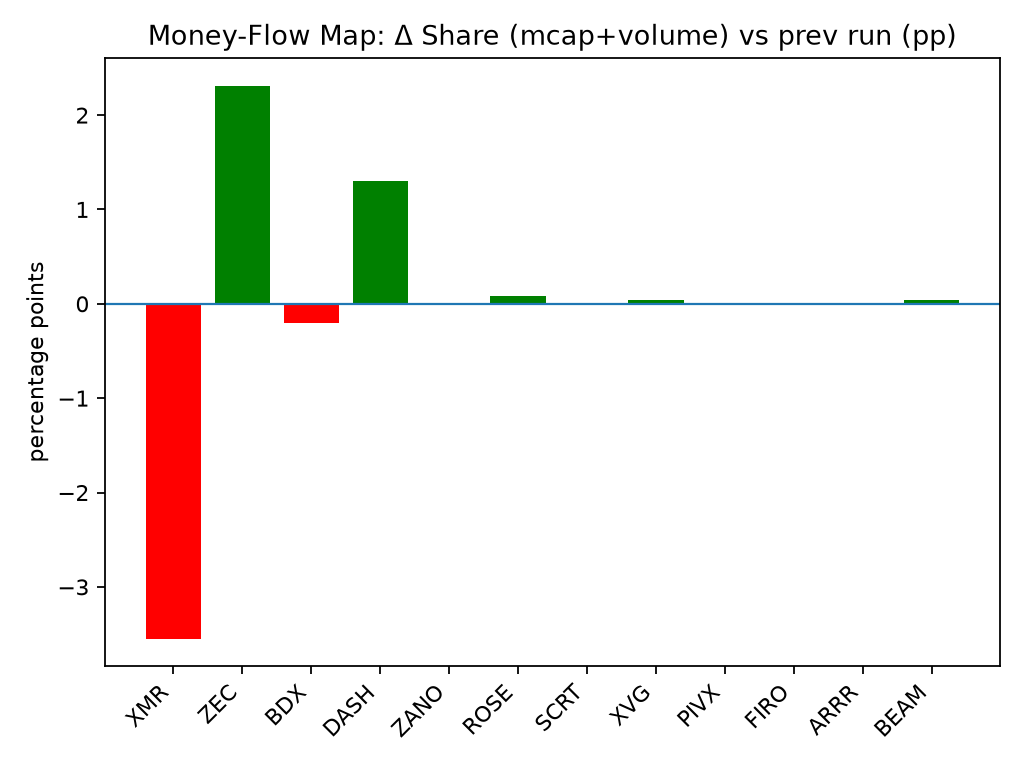 Money-Flow Map: Δ Share (mcap+volume) vs prev run (pp)
percentage points
2
1
0
−1
−2
−3
XMR
ZEC
BDX
DASH
ZANO
ROSE
SCRT
XVG
PIVX
FIRO
ARRR
BEAM